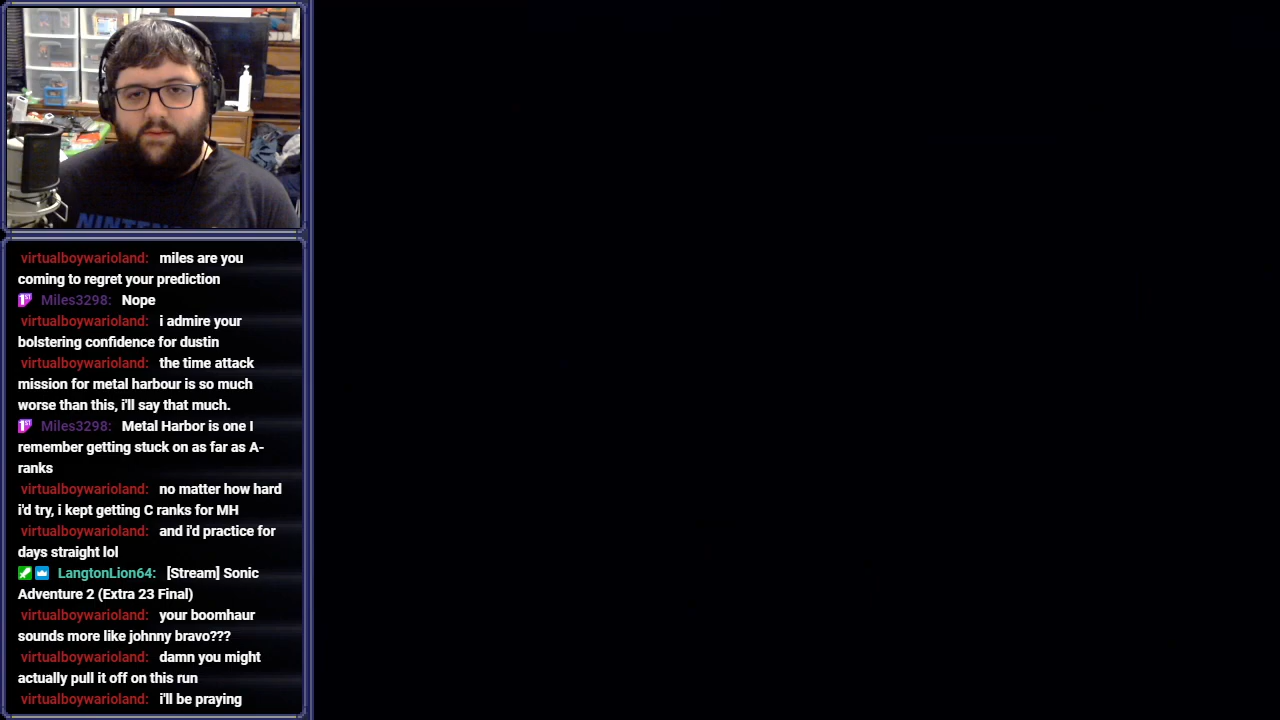 NINTEN
virtualboywarioland: miles are you
coming to regret your prediction
1ST Miles3298: Nope
virtualboywarioland: i admire your
bolstering confidence for dustin
virtualboywarioland: the time attack
mission for metal harbour is so much
worse than this, i'll say that much.
1ST Miles3298: Metal Harbor is one I
remember getting stuck on as far as A-
ranks
virtualboywarioland: no matter how hard
i'd try, i kept getting C ranks for MH
virtualboywarioland: and i'd practice for
days straight lol
LangtonLion64: [Stream] Sonic
Adventure 2 (Extra 23 Final)
virtualboywarioland: your boomhaur
sounds more like johnny bravo???
virtualboywarioland: damn you might
actually pull it off on this run
virtualboywarioland: i'll be praying